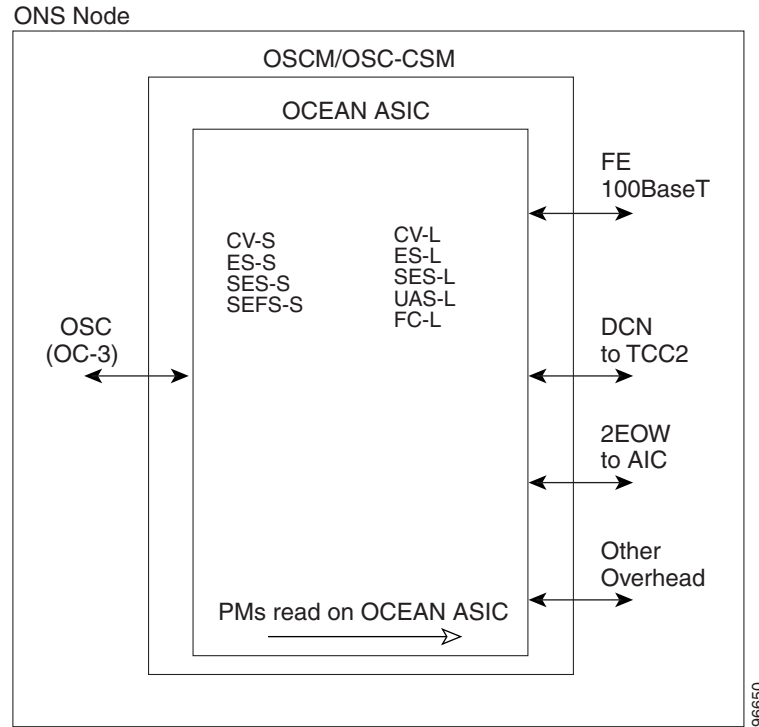 ONS Node
OSCM/OSC-CSM
OCEAN ASIC
FE
100BaseT
CV-S
ES-S
SES-S
SEFS-S
CV-L
ES-L
SES-L
UAS-L
FC-L
OSC
(OC-3)
DCN
to TCC2
2EOW
to AIC
Other
Overhead
PMs read on OCEAN ASIC
96650